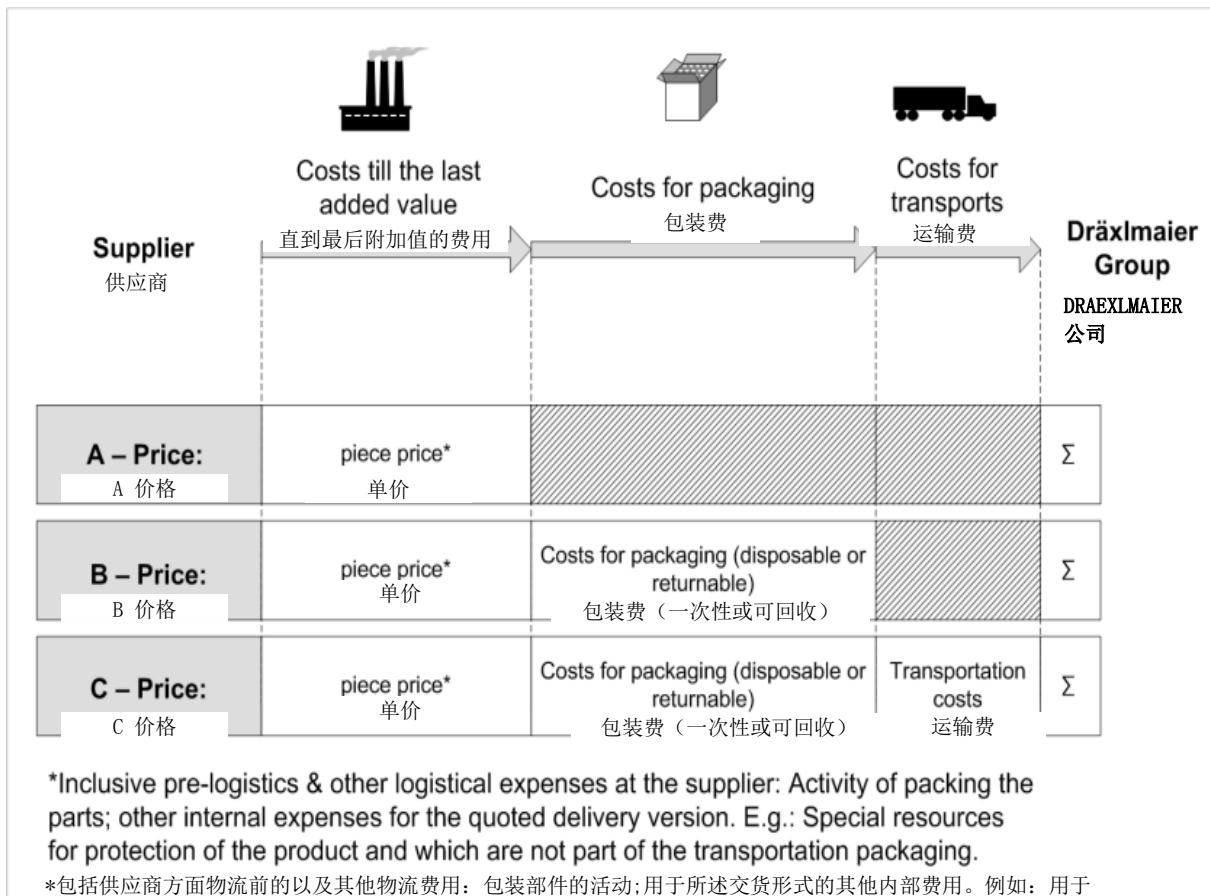 Costs till the last
added value
直到最后附加值的费用
Costs for packaging
包装费
Costs for
transports
运输费
Supplier
供应商
Dräxlmaier
Group
DRAEXLMAIER
公司
A – Price:
A 价格
piece price*
单价
Σ
B – Price:
B 价格
piece price*
单价
Costs for packaging (disposable or
returnable)
包装费（一次性或可回收）
Σ
C – Price:
C 价格
piece price*
单价
Costs for packaging (disposable or
returnable)
包装费（一次性或可回收）
Transportation
costs
运输费
Σ
*Inclusive pre-logistics & other logistical expenses at the supplier: Activity of packing the
parts; other internal expenses for the quoted delivery version. E.g.: Special resources
for protection of the product and which are not part of the transportation packaging.
*包括供应商方面物流前的以及其他物流费用: 包装部件的活动;用于所述交货形式的其他内部费用。例如: 用于